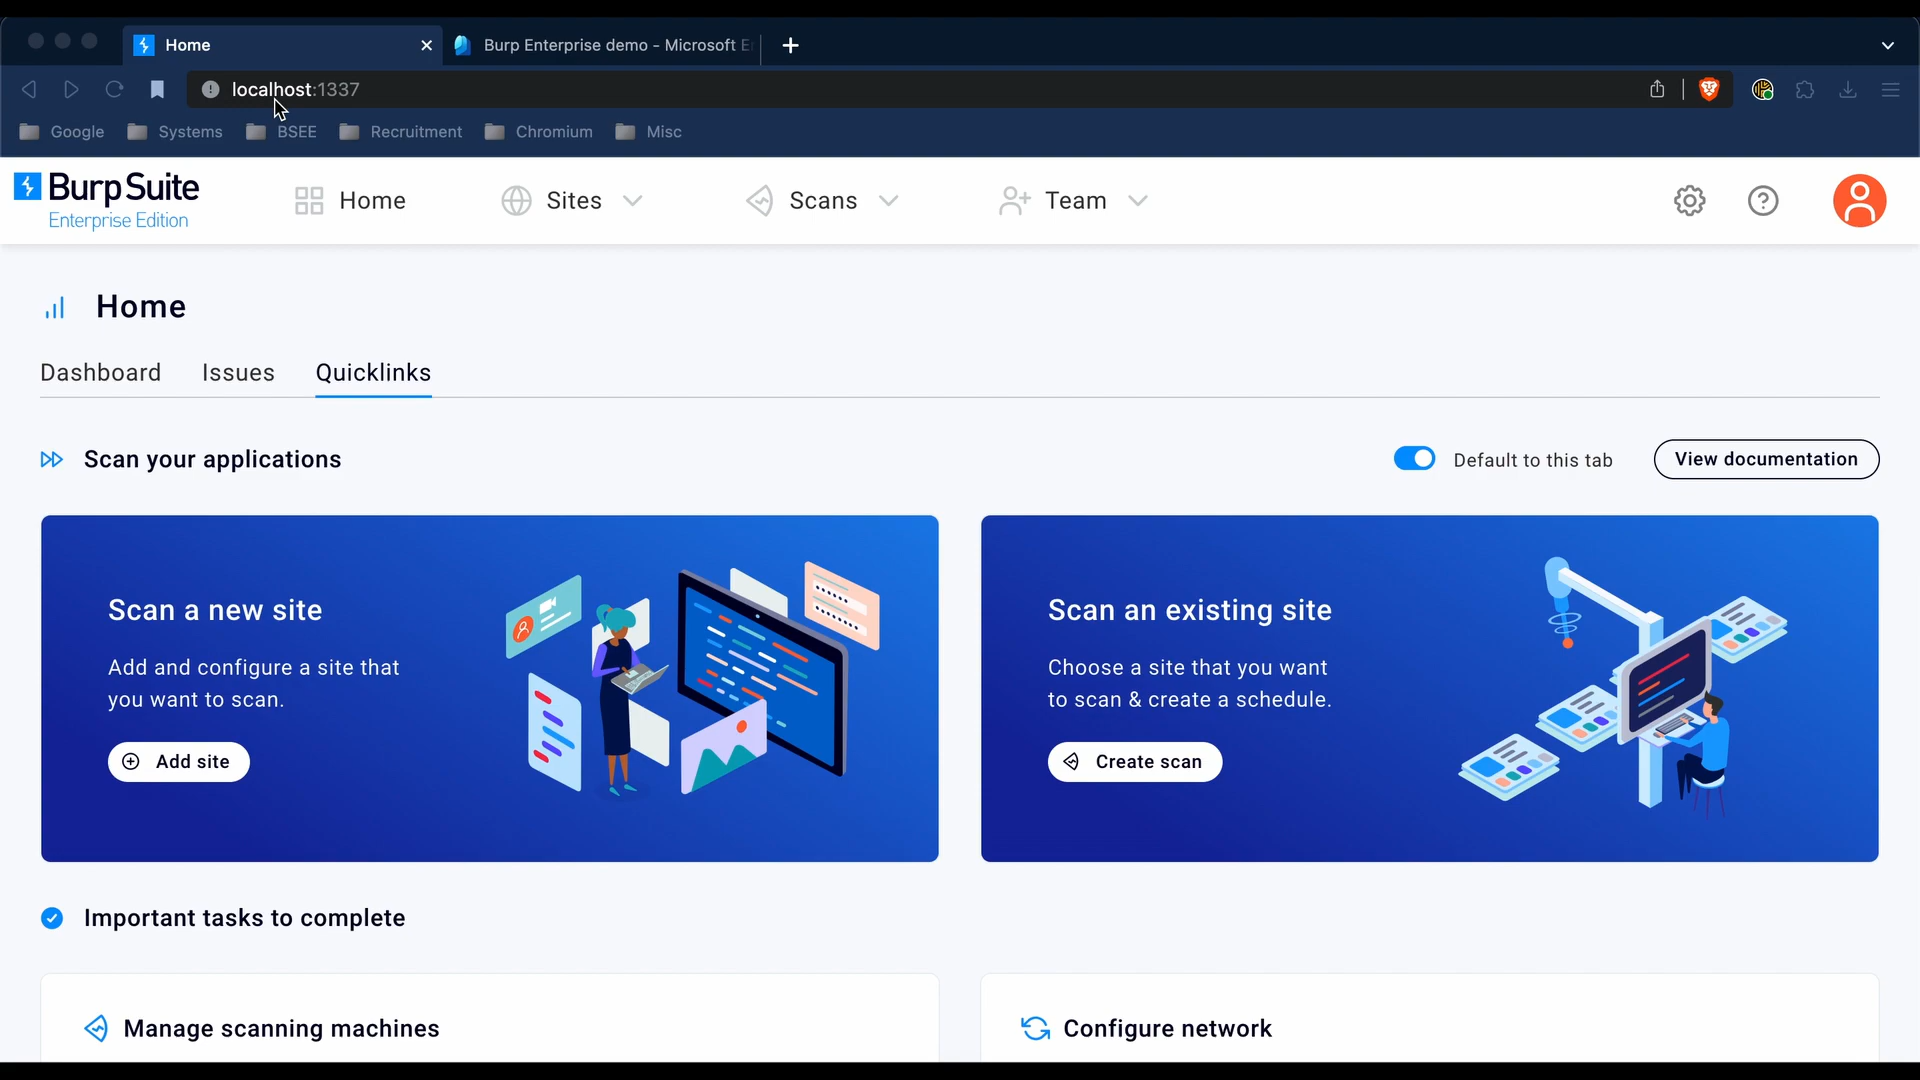 Home
Burp Enterprise demo - Microsoft E
localhost:1337
Google
Systems
BSEE
Recruitment
Chromium
Misc
Burp Suite
Enterprise Edition
Home
Sites
Scans
Team
Home
Dashboard
Issues
Quicklinks
Scan your applications
Default to this tab
View documentation
Scan a new site
Add and configure a site that
you want to scan.
Add site
Scan an existing site
Choose a site that you want
to scan & create a schedule.
Create scan
Important tasks to complete
Manage scanning machines
Configure network